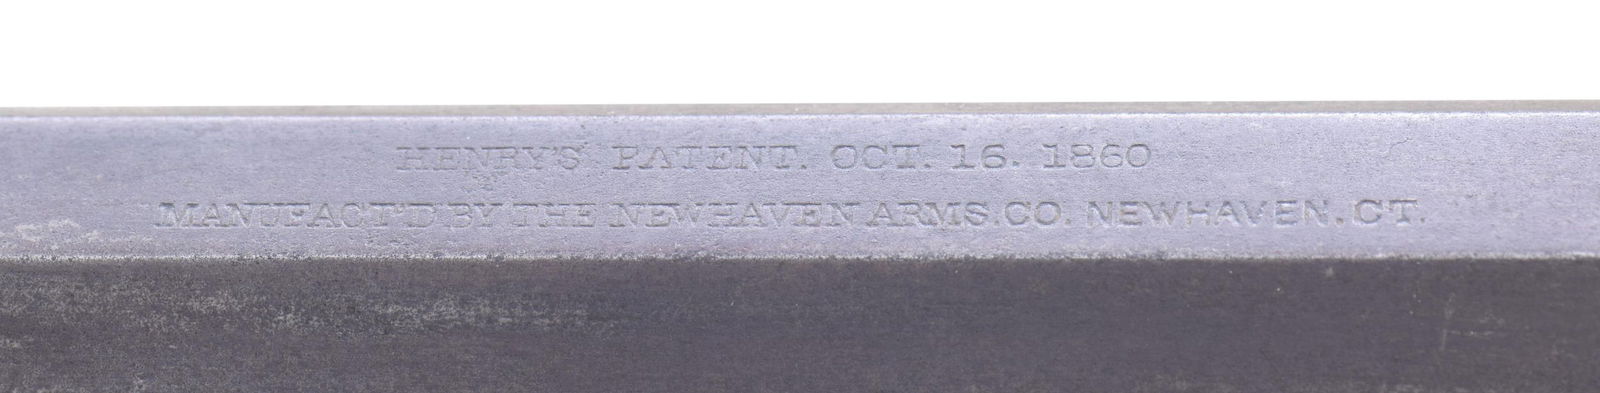 HENRY'S PATENT. OCT. 16. 1860
MANUFACT'D BY THE NEWHAVEN ARMS.CO. NEWHAVEN.CT.